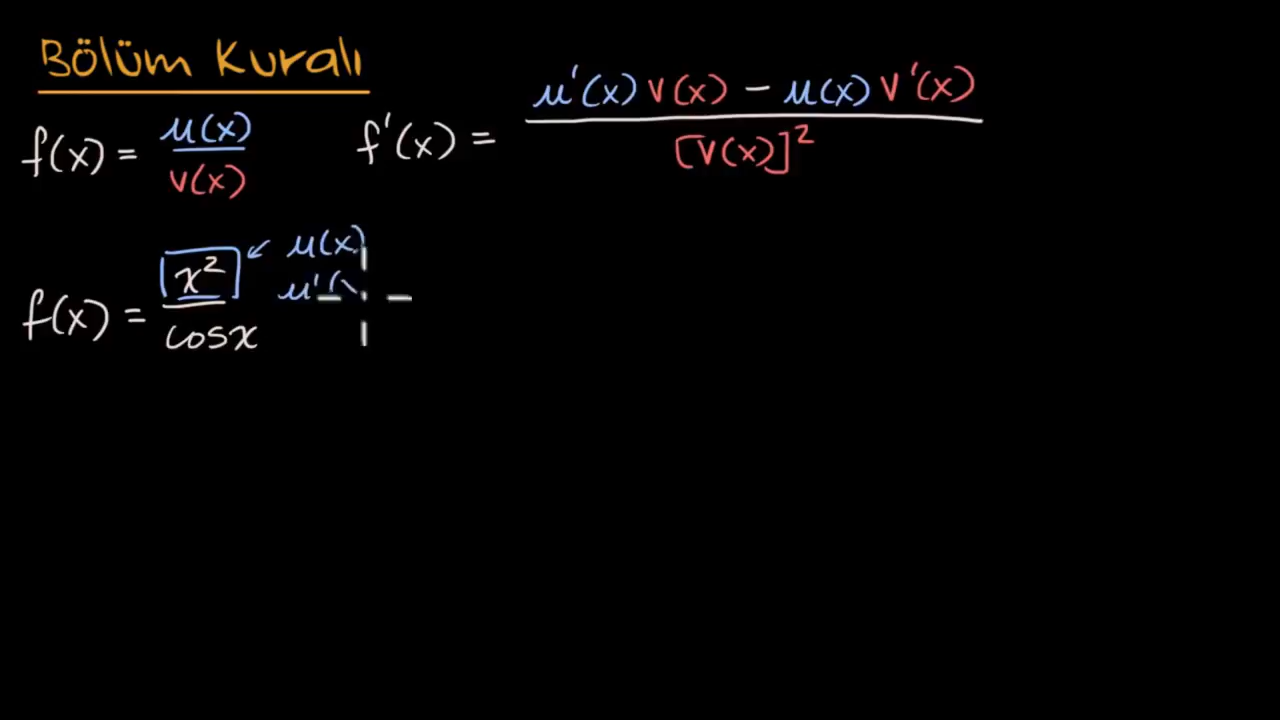 Bölüm Kuralı
f(x) = u(x) / v(x)
f'(x) = u'(x) v(x) - u(x) v'(x) / [v(x)]²
f(x) = x² / cosx
u(x)
u'(